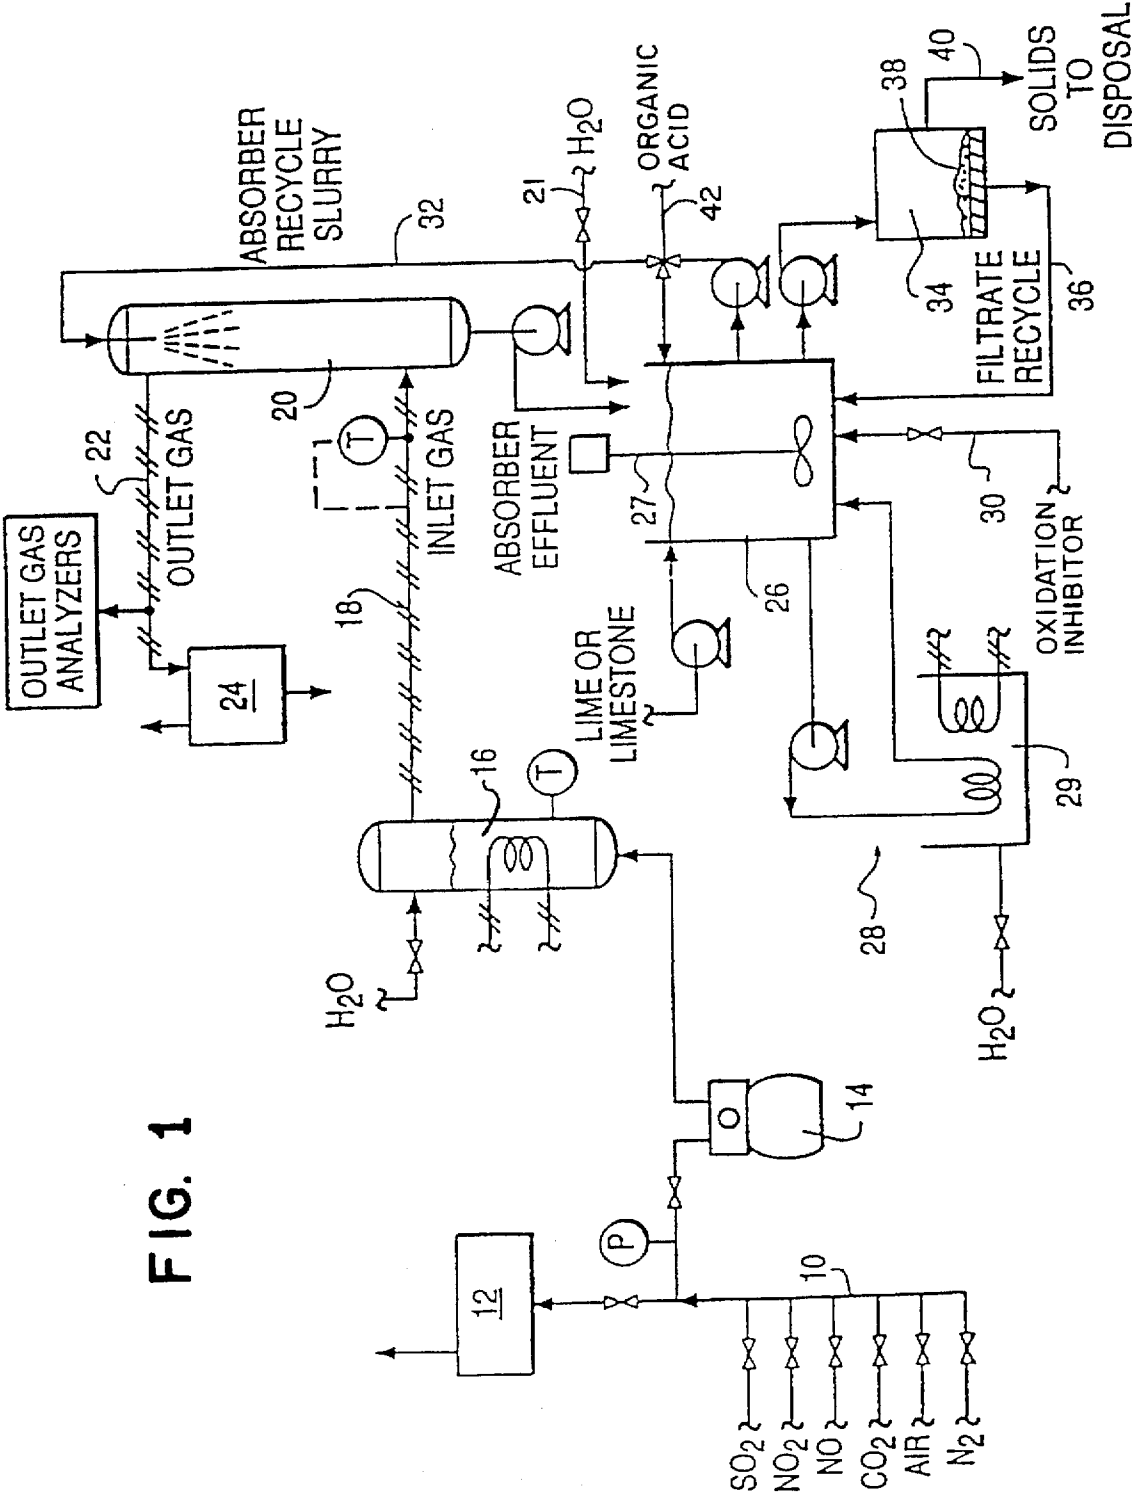 FIG. 1
OUTLET GAS
ANALYZERS
24
22
OUTLET GAS
ABSORBER
RECYCLE
SLURRY
32
20
T
18
INLET GAS
16
T
H2O
ABSORBER
EFFLUENT
21
H2O
ORGANIC
ACID
42
27
26
LIME OR
LIMESTONE
34
38
40
SOLIDS
TO
DISPOSAL
FILTRATE
RECYCLE
36
30
OXIDATION
INHIBITOR
28
29
H2O
12
P
14
10
SO2
NO2
NO
CO2
AIR
N2